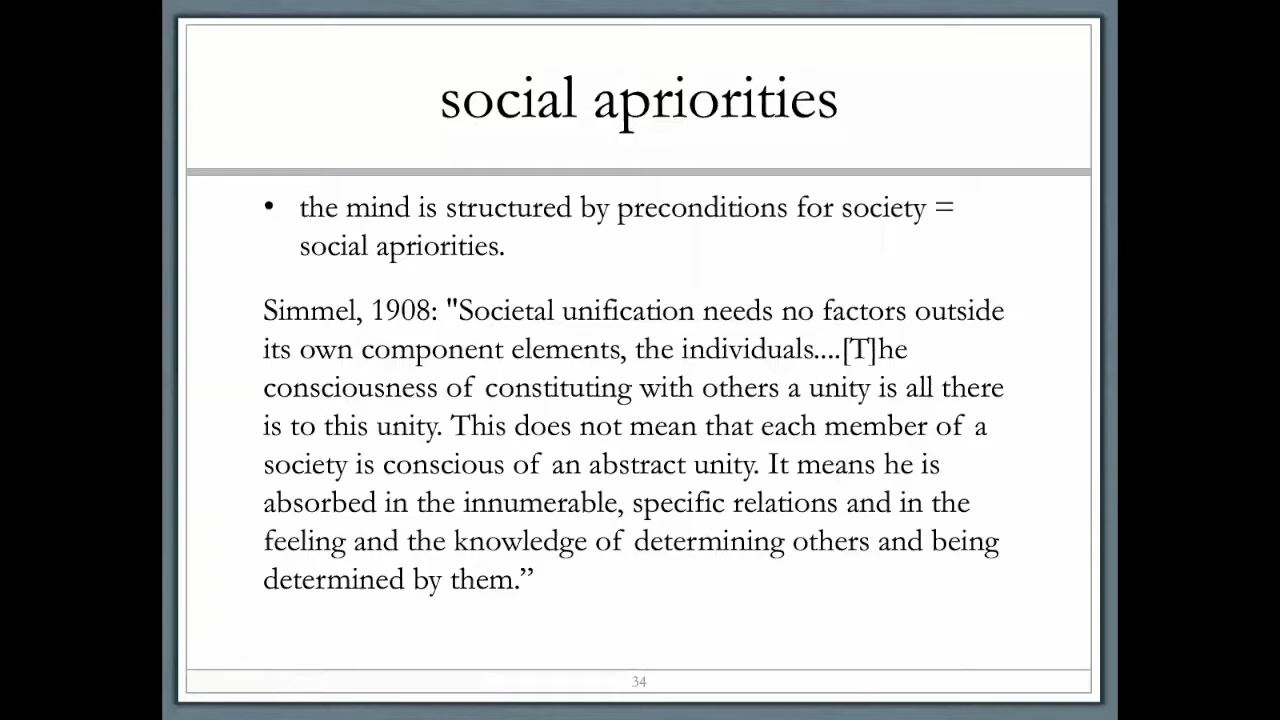 social apriorities
• the mind is structured by preconditions for society =
social apriorities.
Simmel, 1908: "Societal unification needs no factors outside
its own component elements, the individuals....[T]he
consciousness of constituting with others a unity is all there
is to this unity. This does not mean that each member of a
society is conscious of an abstract unity. It means he is
absorbed in the innumerable, specific relations and in the
feeling and the knowledge of determining others and being
determined by them.”
34